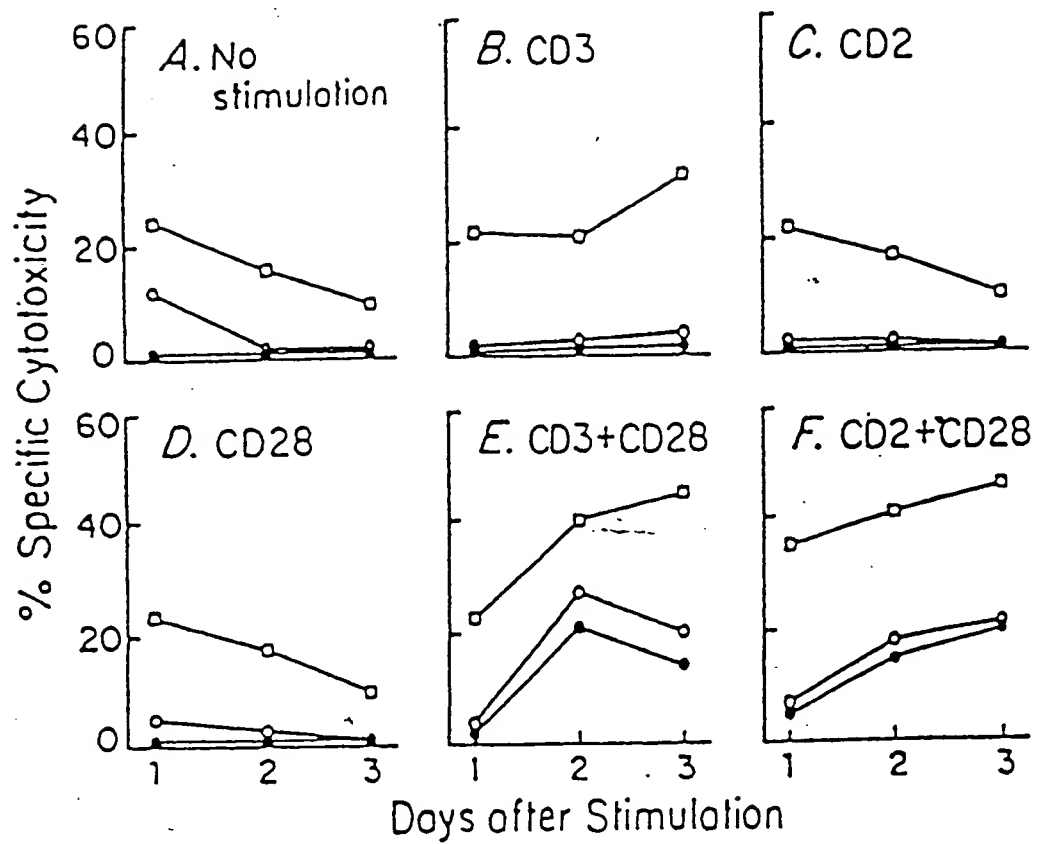 % Specific Cytotoxicity
60
40
20
0
A. No
stimulation
B. CD3
C. CD2
60
40
20
0
D. CD28
E. CD3+CD28
F. CD2+CD28
1 2 3
1 2 3
1 2 3
Days after Stimulation